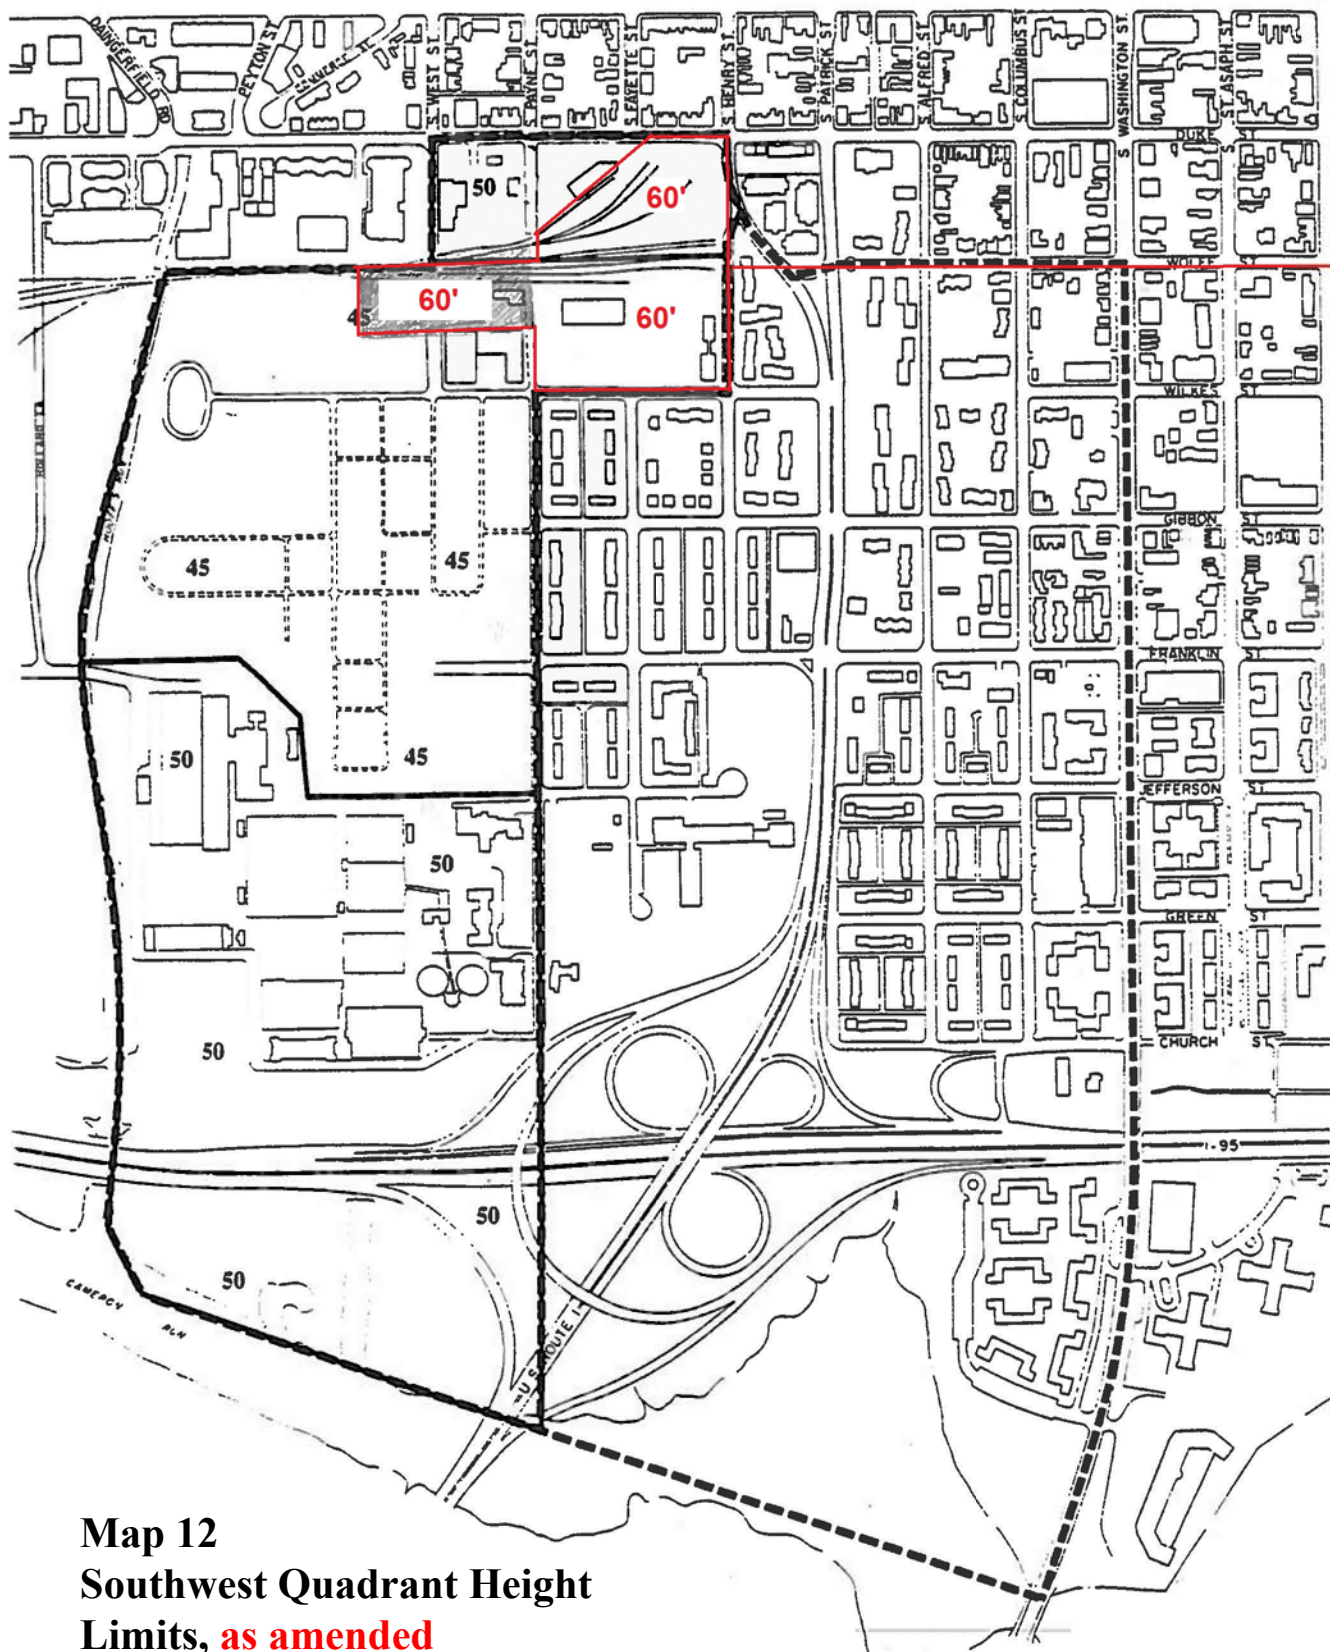 DAINGERFIELD RD
PEYTON ST
S. WEST ST.
S. PAYNE ST.
S. FAYETTE ST
S. HENRY ST.
S PATRICK ST.
S. ALFRED ST.
S COLUMBUS ST
S WASHINGTON ST.
S ST. ASAPH ST.
DUKE ST
50
60'
WOLFE ST
60'
45
60'
WILKES ST
HOLLAND
GIBBON ST
45
45
FRANKLIN ST.
50
45
JEFFERSON ST.
50
GREEN ST
50
CHURCH ST.
I-95
50
50
CAMERON
RUN
U S ROUTE 1
Map 12
Southwest Quadrant Height
Limits, as amended